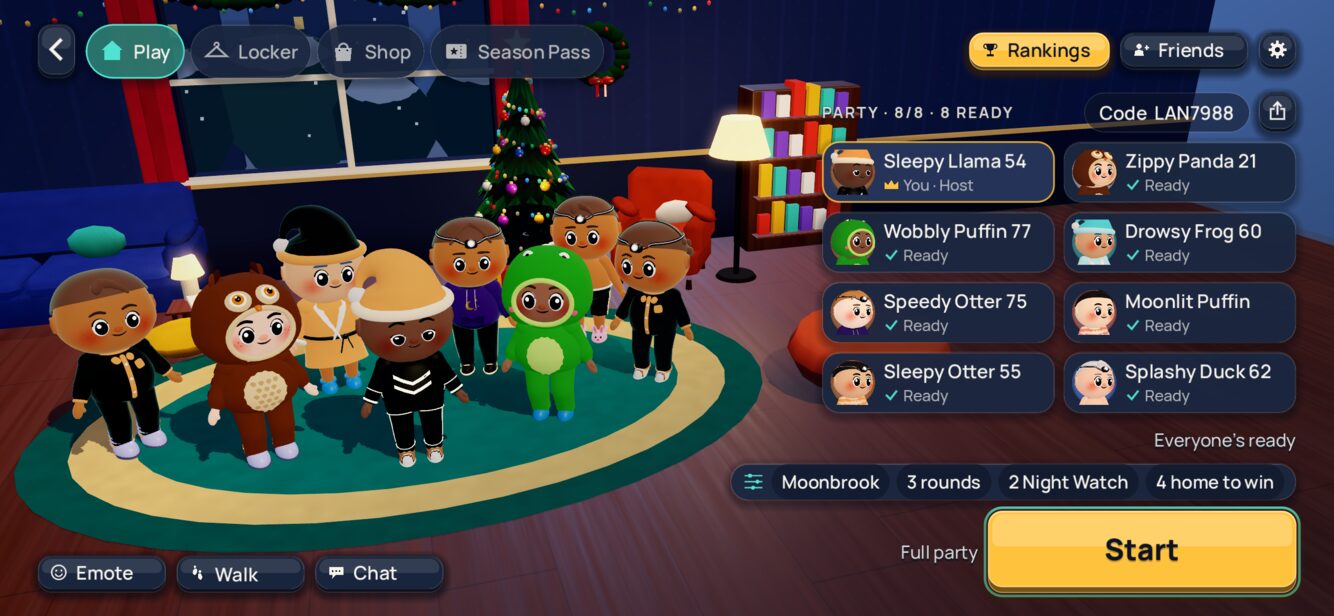 Play
Locker
Shop
Season Pass
Rankings
Friends
PARTY · 8/8 · 8 READY
Code LAN7988
Sleepy Llama 54
You · Host
Zippy Panda 21
Ready
Wobbly Puffin 77
Ready
Drowsy Frog 60
Ready
Speedy Otter 75
Ready
Moonlit Puffin
Ready
Sleepy Otter 55
Ready
Splashy Duck 62
Ready
Everyone's ready
Moonbrook
3 rounds
2 Night Watch
4 home to win
Full party
Start
Emote
Walk
Chat